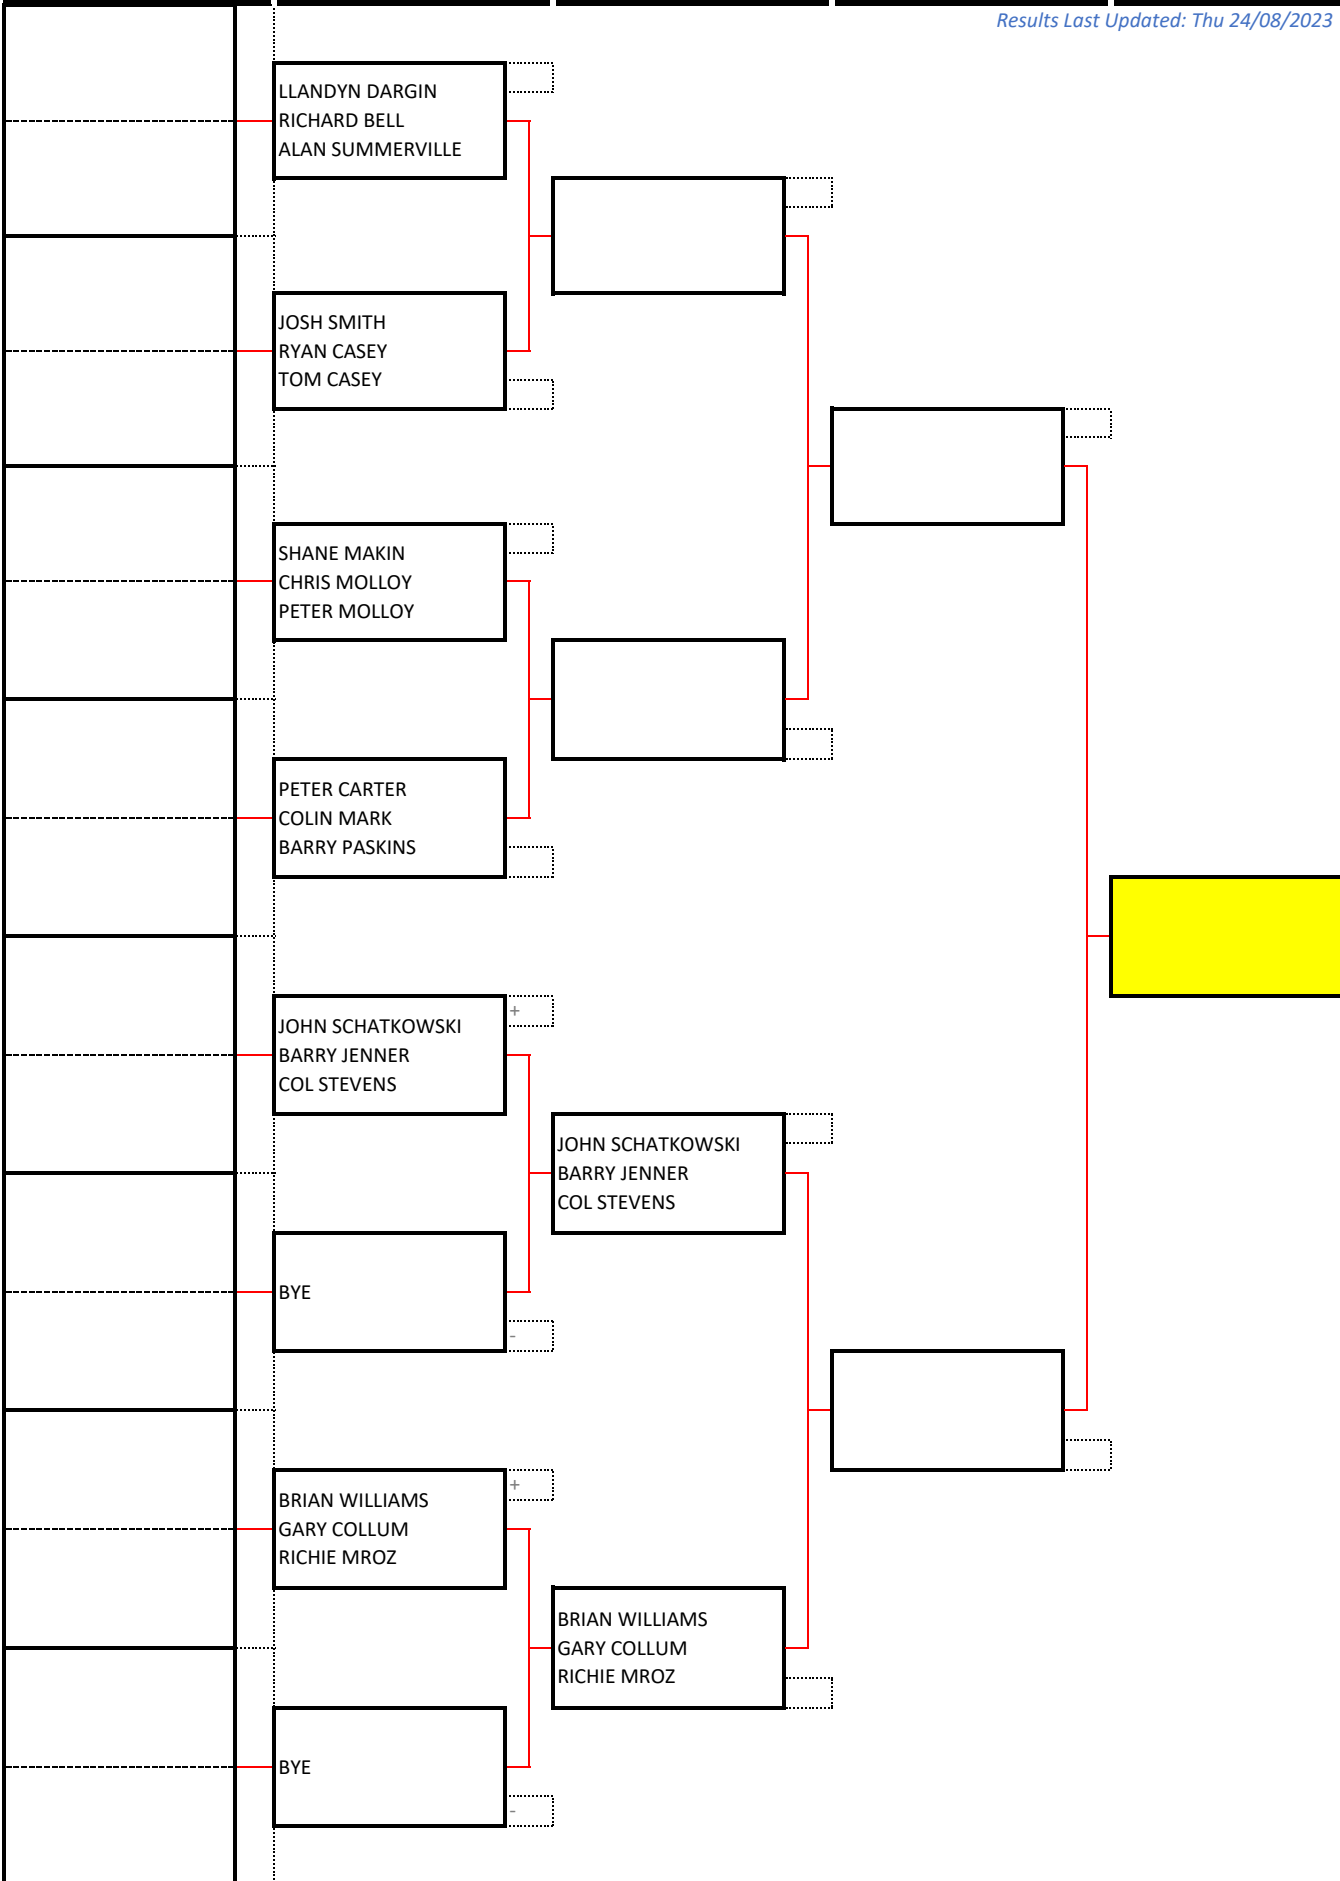 Results Last Updated: Thu 24/08/2023
LLANDYN DARGIN
RICHARD BELL
ALAN SUMMERVILLE
JOSH SMITH
RYAN CASEY
TOM CASEY
SHANE MAKIN
CHRIS MOLLOY
PETER MOLLOY
PETER CARTER
COLIN MARK
BARRY PASKINS
+
JOHN SCHATKOWSKI
BARRY JENNER
COL STEVENS
JOHN SCHATKOWSKI
BARRY JENNER
COL STEVENS
BYE
-
+
BRIAN WILLIAMS
GARY COLLUM
RICHIE MROZ
BRIAN WILLIAMS
GARY COLLUM
RICHIE MROZ
BYE
-